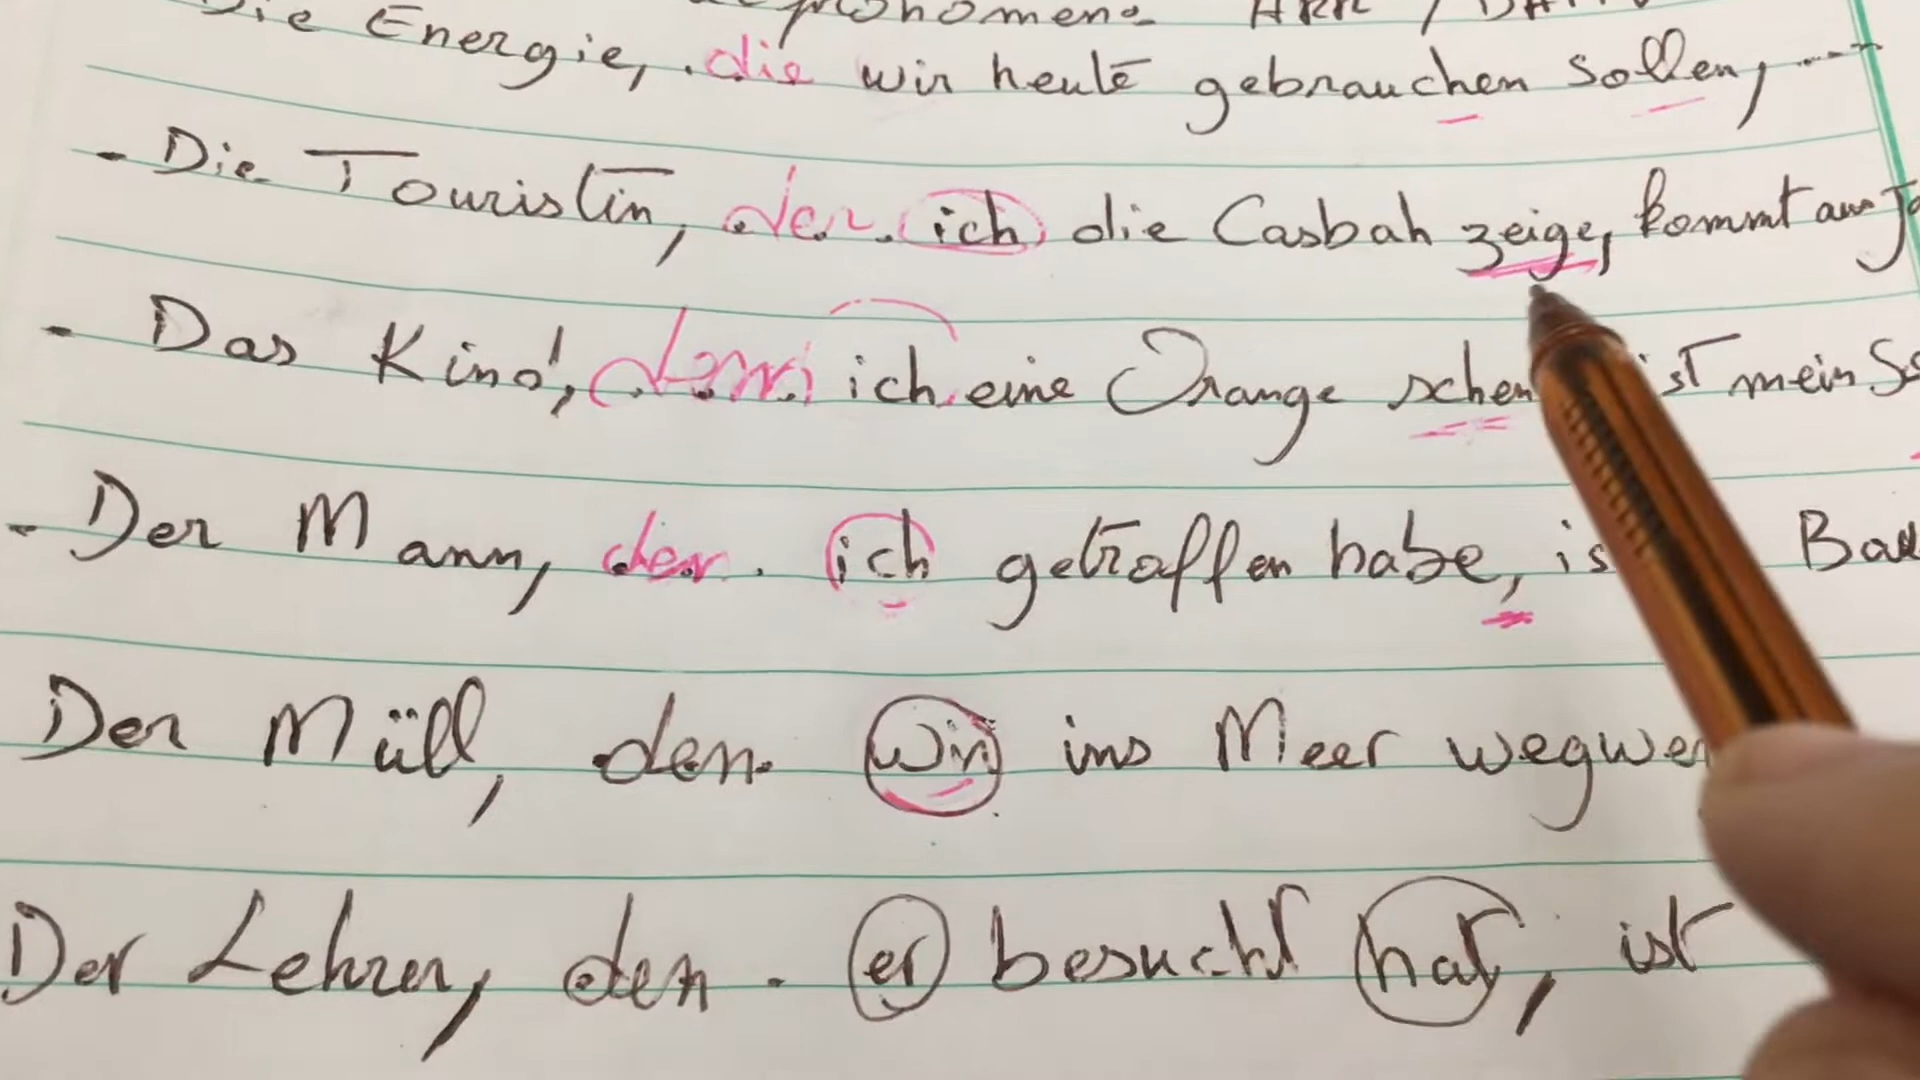 Die Energie, die wir heute gebrauchen sollen, ----
- Die Touristin, der ich die Casbah zeige, kommt aus
- Das Kind, dem ich eine Orange schen ist mein
- Der Mann, den ich getroffen habe,
Der Müll, den wir ins Meer
Der Lehrer, den er besucht hat, ist